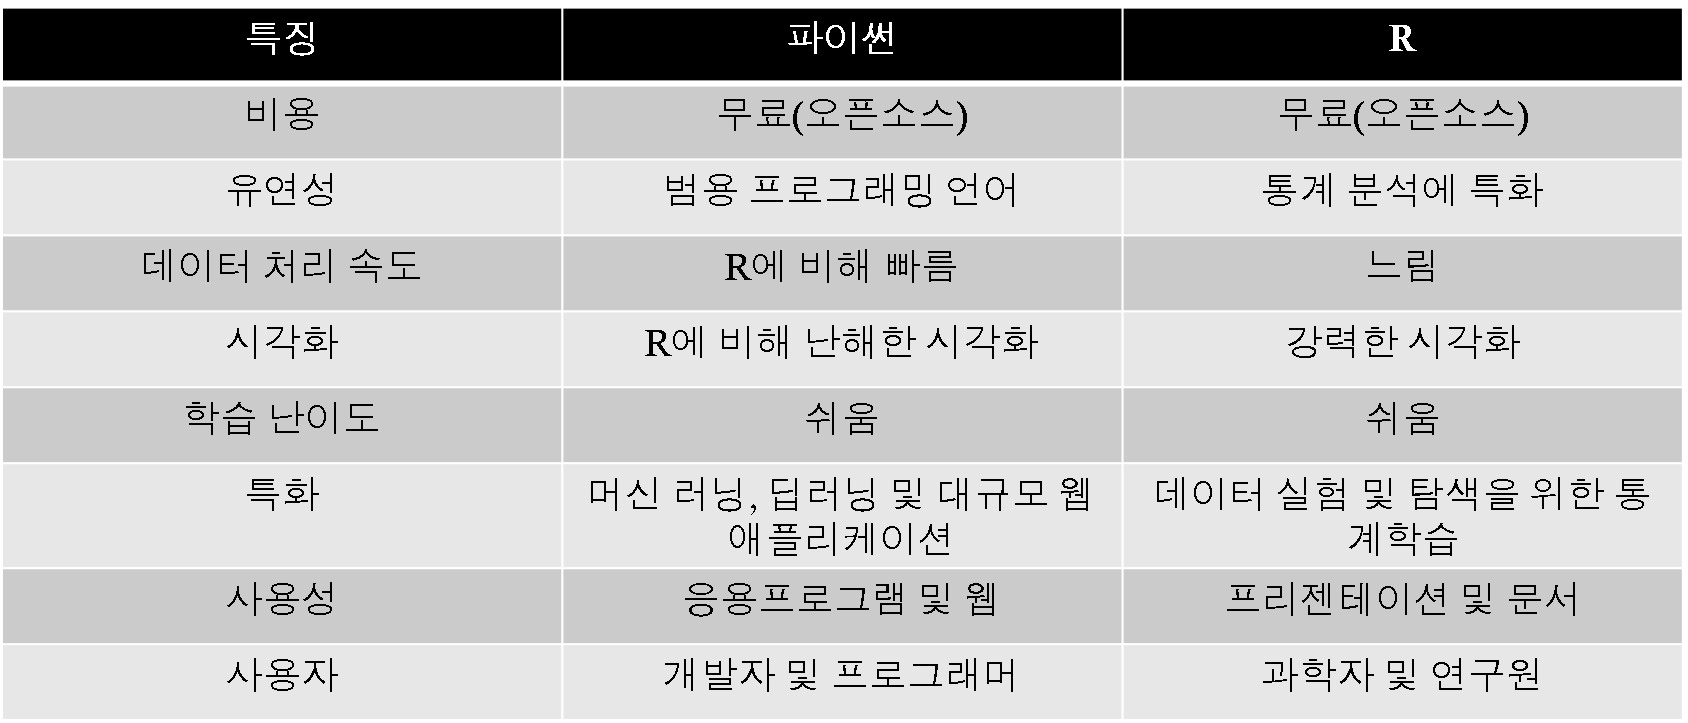 특징 파이썬 R
비용 무료(오픈소스) 무료(오픈소스)
유연성 범용 프로그래밍 언어 통계 분석에 특화
데이터 처리 속도 R에 비해 빠름 느림
시각화 R에 비해 난해한 시각화 강력한 시각화
학습 난이도 쉬움 쉬움
특화 머신 러닝, 딥러닝 및 대규모 웹 데이터 실험 및 탐색을 위한 통
애플리케이션 계학습
사용성 응용프로그램 및 웹 프리젠테이션 및 문서
사용자 개발자 및 프로그래머 과학자 및 연구원